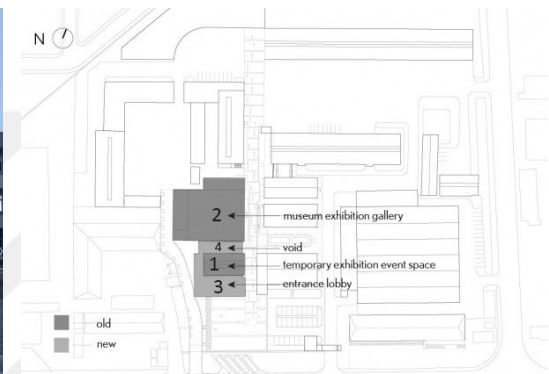 N
2 museum exhibition gallery
4 void
1 temporary exhibition event space
3 entrance lobby
old
new